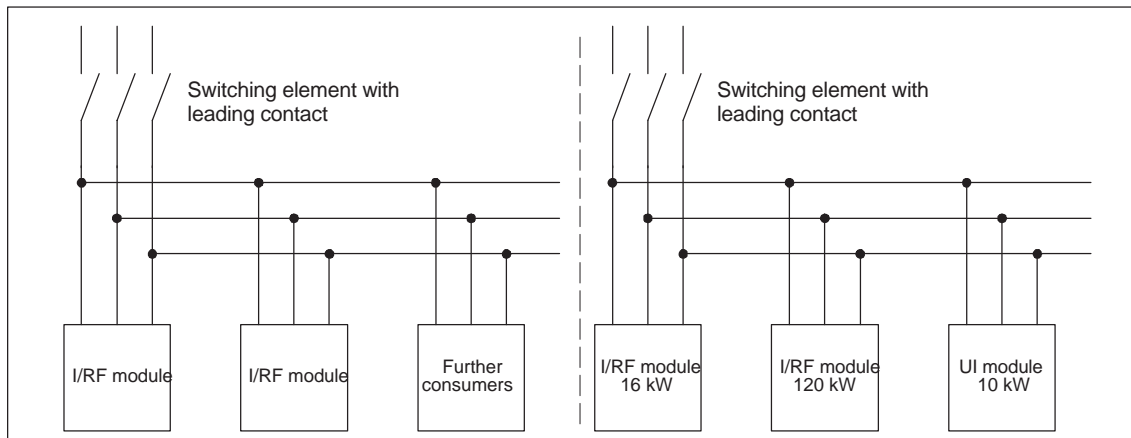 Switching element with
leading contact
Switching element with
leading contact
I/RF module
I/RF module
Further
consumers
I/RF module
16 kW
I/RF module
120 kW
UI module
10 kW